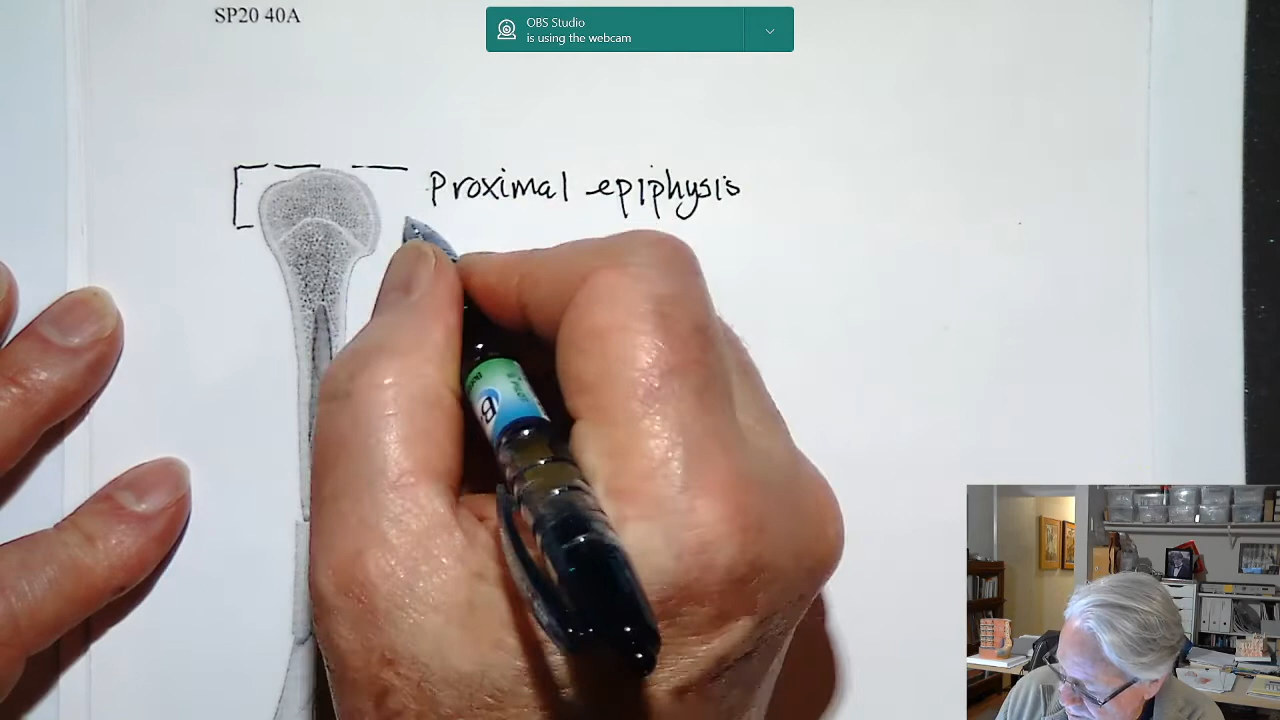 SP20 40A
OBS Studio
is using the webcam
Proximal epiphysis
B